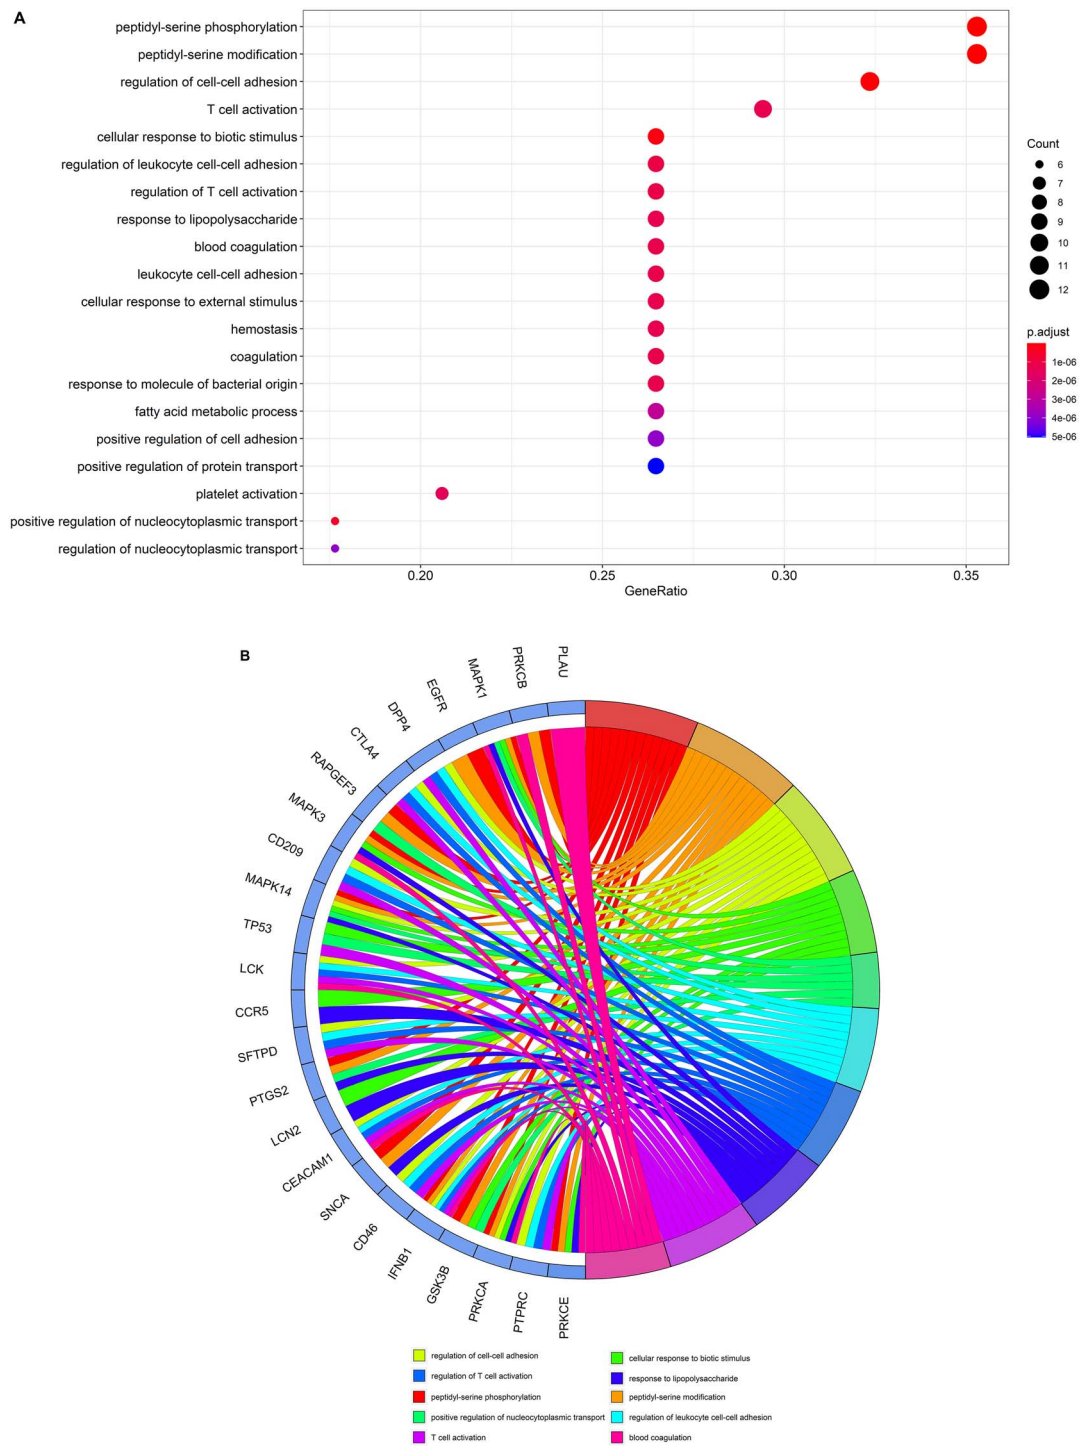 A
peptidyl-serine phosphorylation
peptidyl-serine modification
regulation of cell-cell adhesion
T cell activation
cellular response to biotic stimulus
regulation of leukocyte cell-cell adhesion
regulation of T cell activation
response to lipopolysaccharide
blood coagulation
leukocyte cell-cell adhesion
cellular response to external stimulus
hemostasis
coagulation
response to molecule of bacterial origin
fatty acid metabolic process
positive regulation of cell adhesion
positive regulation of protein transport
platelet activation
positive regulation of nucleocytoplasmic transport
regulation of nucleocytoplasmic transport
0.20 0.25 0.30 0.35
GeneRatio
Count
6
7
8
9
10
11
12
p.adjust
1e-06
2e-06
3e-06
4e-06
5e-06
B
PLAU
PRKCB
MAPK1
EGFR
DPP4
CTLA4
RAPGEF3
MAPK3
CD209
MAPK14
TP53
LCK
CCR5
SFTPD
PTGS2
LCN2
CEACAM1
SNCA
CD46
IFNB1
GSK3B
PRKCA
PTPRC
PRKCE
regulation of cell-cell adhesion
cellular response to biotic stimulus
regulation of T cell activation
response to lipopolysaccharide
peptidyl-serine phosphorylation
peptidyl-serine modification
positive regulation of nucleocytoplasmic transport
regulation of leukocyte cell-cell adhesion
T cell activation
blood coagulation